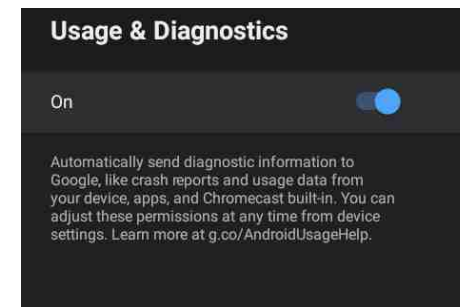 Usage & Diagnostics
On
Automatically send diagnostic information to
Google, like crash reports and usage data from
your device, apps, and Chromecast built-in. You can
adjust these permissions at any time from device
settings. Learn more at g.co/AndroidUsageHelp.